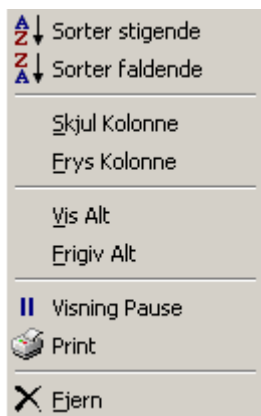 Sorter stigende
Sorter faldende
Skjul Kolonne
Frys Kolonne
Vis Alt
Frigiv Alt
Visning Pause
Print
Fjern